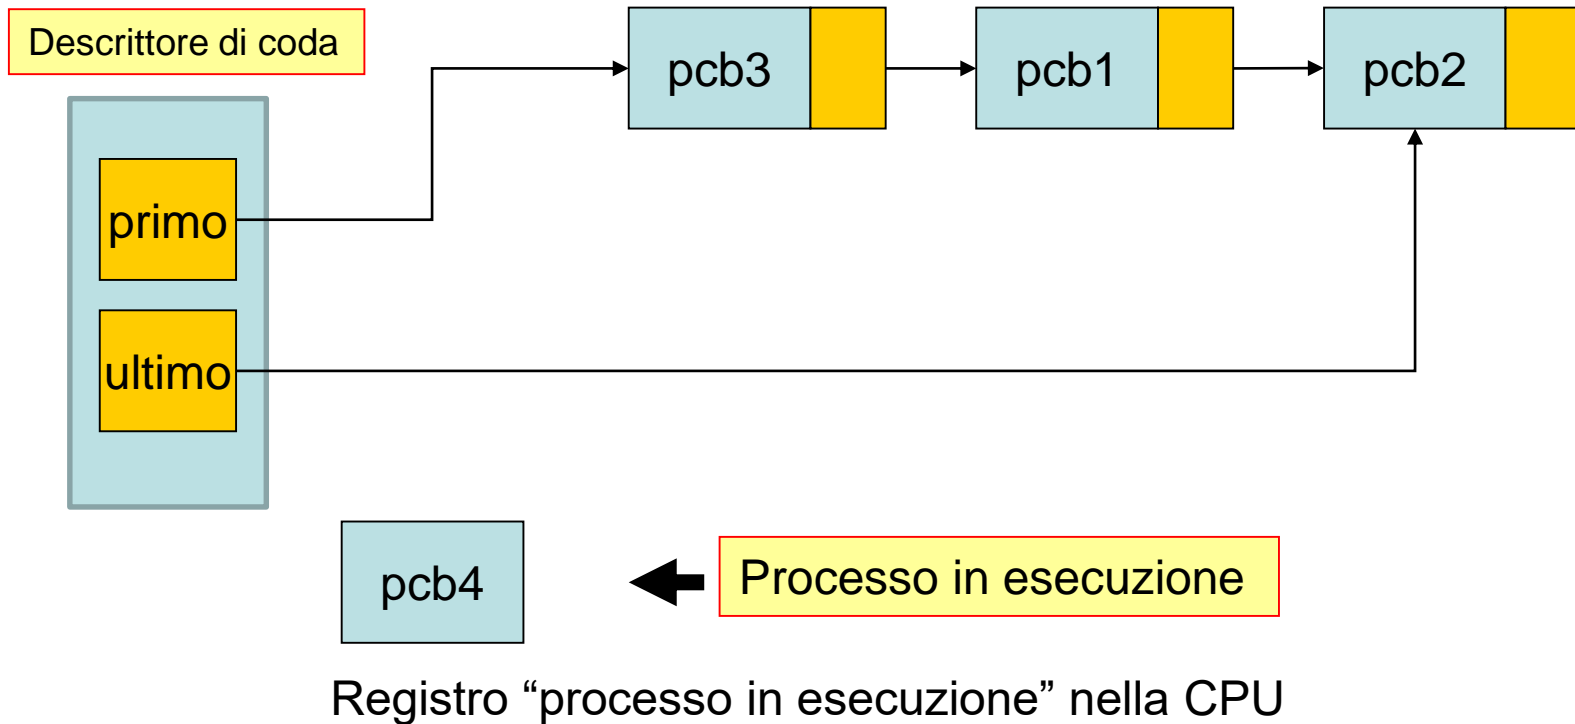 Descrittore di coda
pcb3
pcb1
pcb2
primo
ultimo
pcb4
Processo in esecuzione
Registro “processo in esecuzione” nella CPU